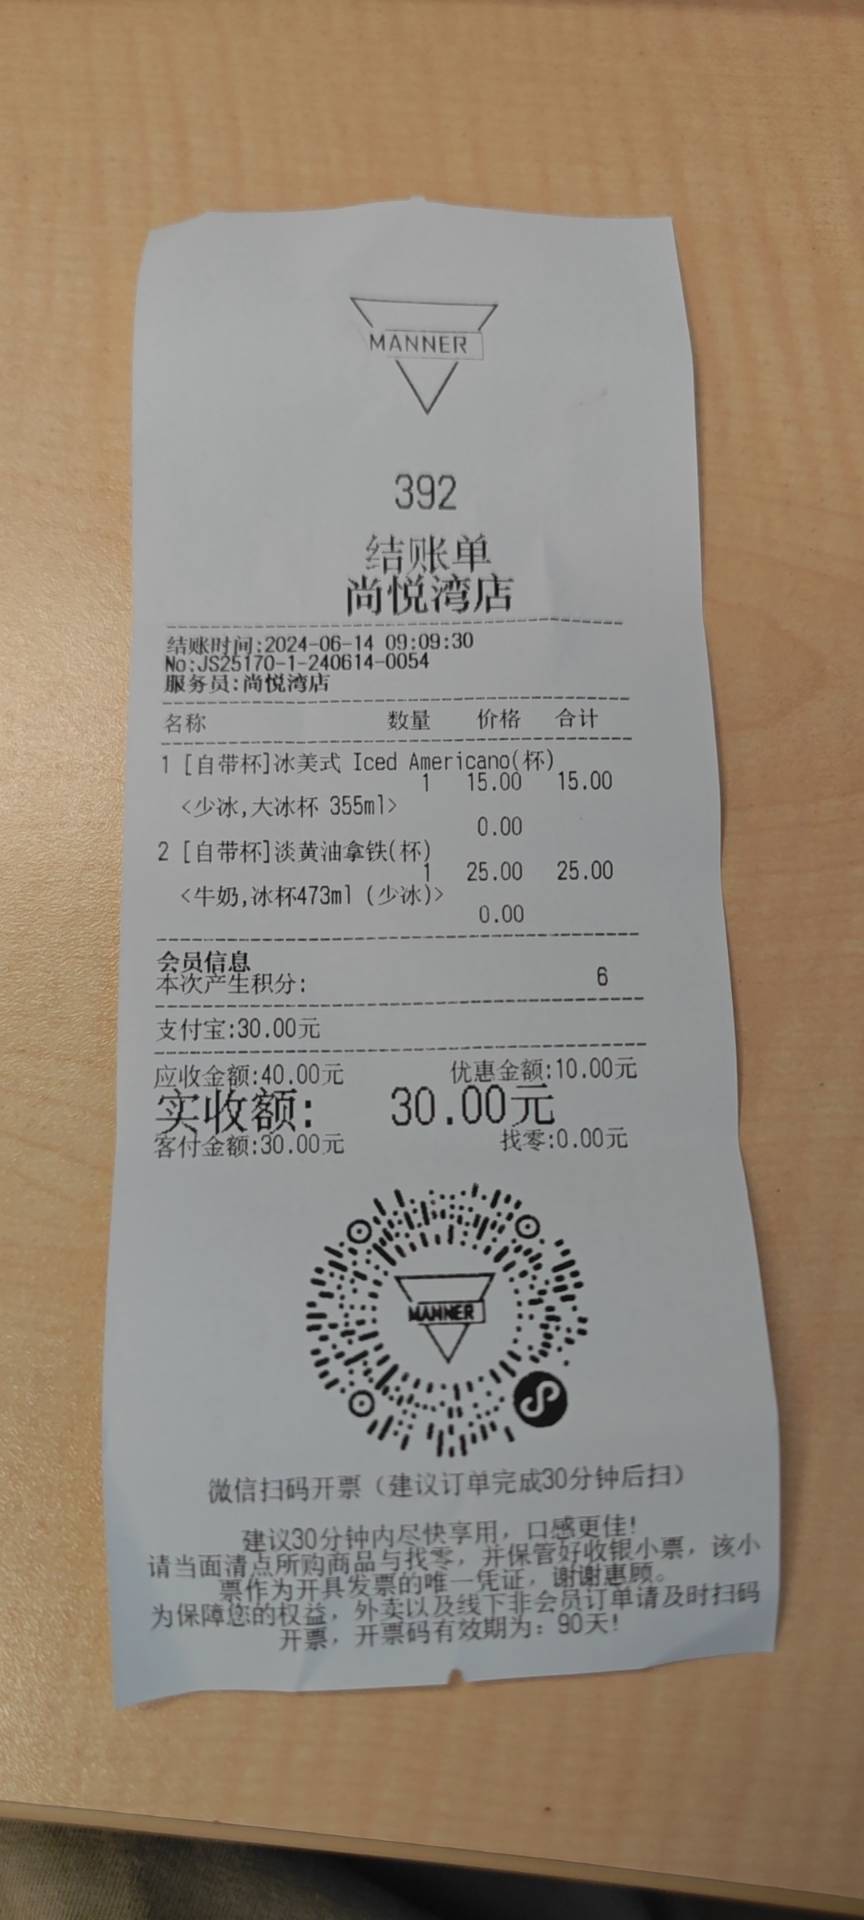 MANNER
392
结账单
尚悦湾店
结账时间:2024-06-14 09:09:30
No:JS25170-1-240614-0054
服务员:尚悦湾店
名称 数量 价格 合计
1 [自带杯]冰美式 Iced Americano(杯)
1 15.00 15.00
<少冰,大冰杯 355ml>
0.00
2 [自带杯]淡黄油拿铁(杯)
1 25.00 25.00
<牛奶,冰杯473ml (少冰)>
0.00
会员信息
本次产生积分: 6
支付宝:30.00元
应收金额:40.00元 优惠金额:10.00元
实收额: 30.00元
客付金额:30.00元 找零:0.00元
MANNER
微信扫码开票（建议订单完成30分钟后扫）
建议30分钟内尽快享用，口感更佳!
请当面清点所购商品与找零，并保管好收银小票，该小
票作为开具发票的唯一凭证，谢谢惠顾。
为保障您的权益，外卖以及线下非会员订单请及时扫码
开票，开票码有效期为：90天!